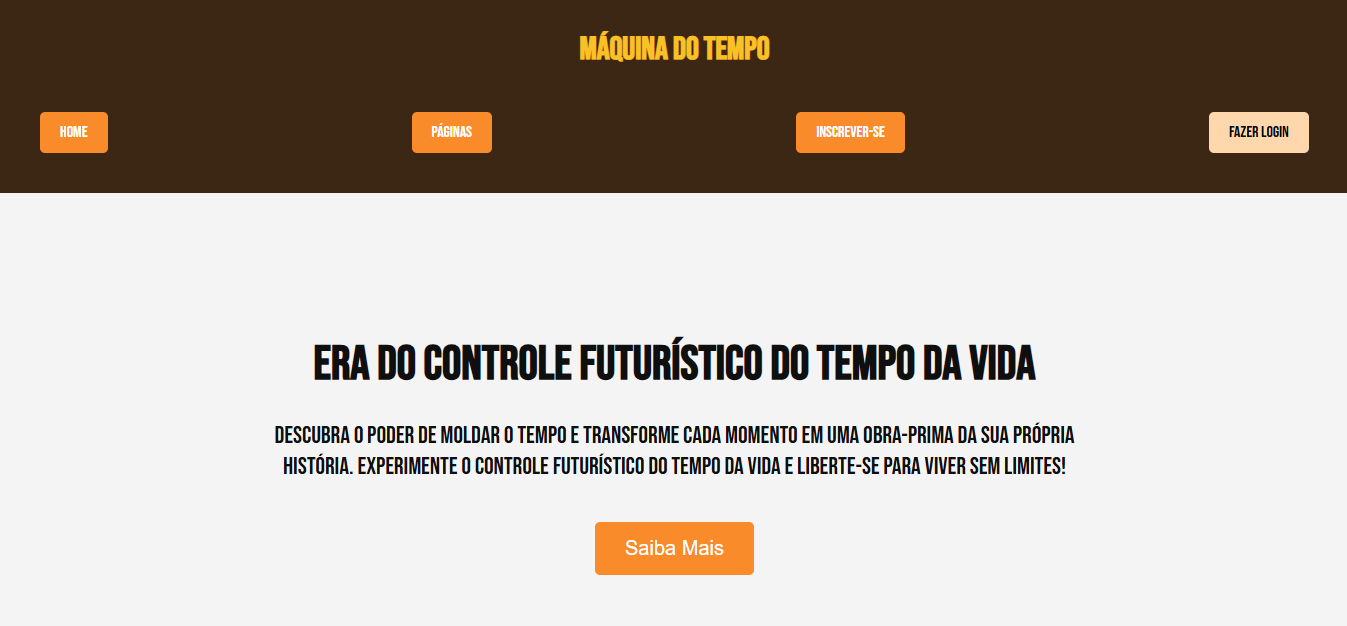 MÁQUINA DO TEMPO
HOME
PÁGINAS
INSCREVER-SE
FAZER LOGIN
ERA DO CONTROLE FUTURÍSTICO DO TEMPO DA VIDA
DESCUBRA O PODER DE MOLDAR O TEMPO E TRANSFORME CADA MOMENTO EM UMA OBRA-PRIMA DA SUA PRÓPRIA
HISTÓRIA. EXPERIMENTE O CONTROLE FUTURÍSTICO DO TEMPO DA VIDA E LIBERTE-SE PARA VIVER SEM LIMITES!
Saiba Mais